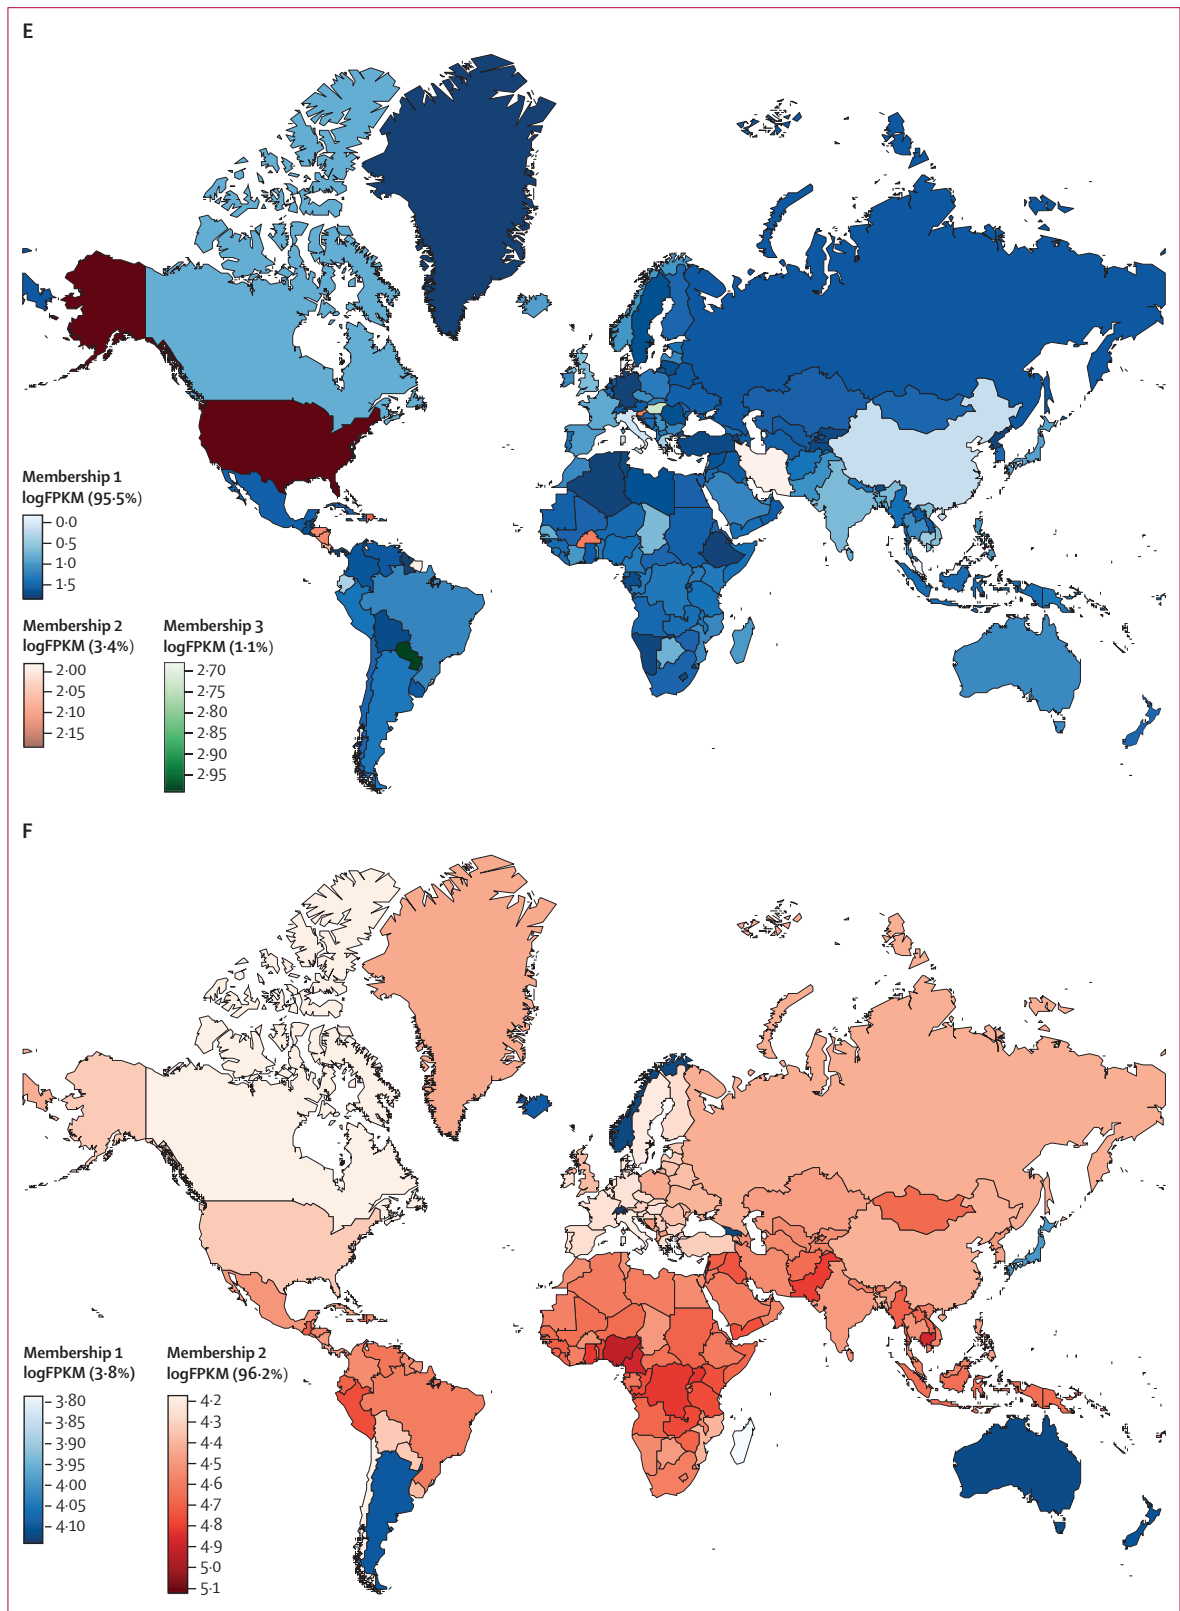 E
Membership 1
logFPKM (95·5%)
0·0
0·5
1·0
1·5
Membership 2
logFPKM (3·4%)
2·00
2·05
2·10
2·15
Membership 3
logFPKM (1·1%)
2·70
2·75
2·80
2·85
2·90
2·95
F
Membership 1
logFPKM (3·8%)
3·80
3·85
3·90
3·95
4·00
4·05
4·10
Membership 2
logFPKM (96·2%)
4·2
4·3
4·4
4·5
4·6
4·7
4·8
4·9
5·0
5·1